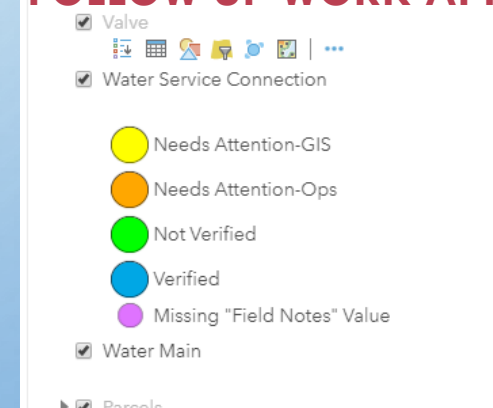 FOLLOW UP WORK APP
Valve
Water Service Connection
Needs Attention-GIS
Needs Attention-Ops
Not Verified
Verified
Missing "Field Notes" Value
Water Main
Parcels